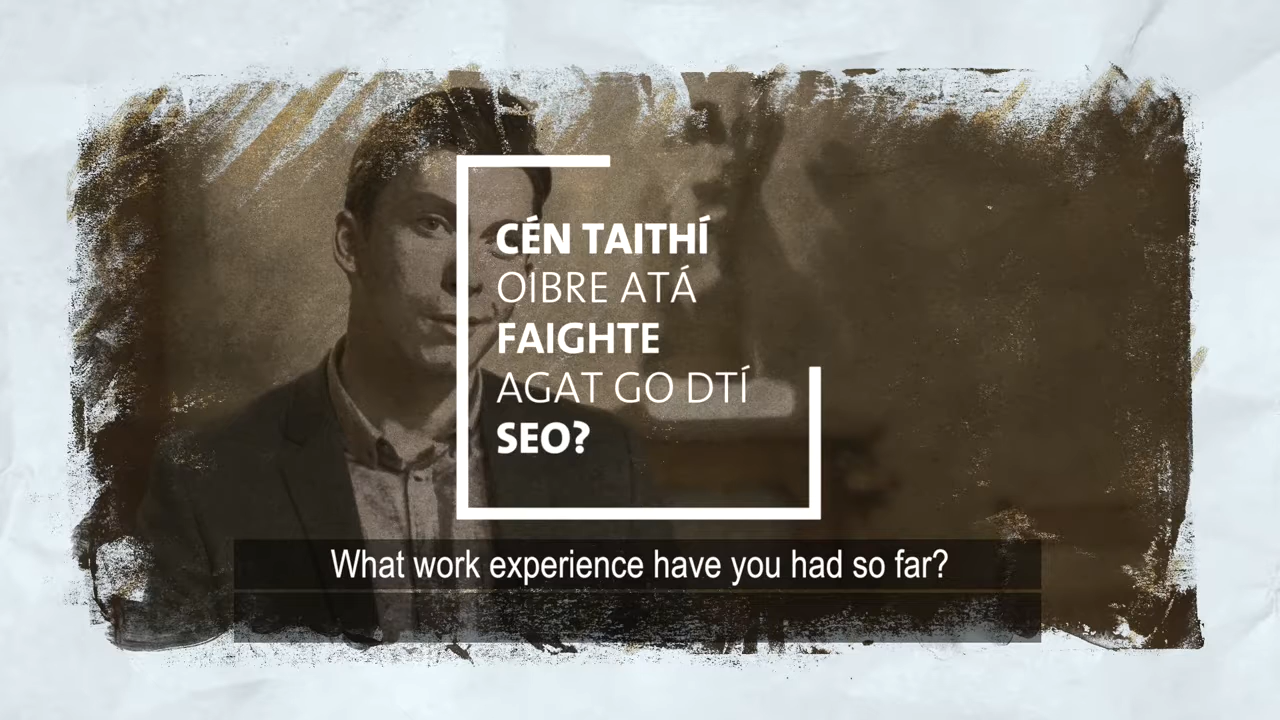 CÉN TAITHÍ
OIBRE ATÁ
FAIGHTE
AGAT GO DTÍ
SEO?
What work experience have you had so far?